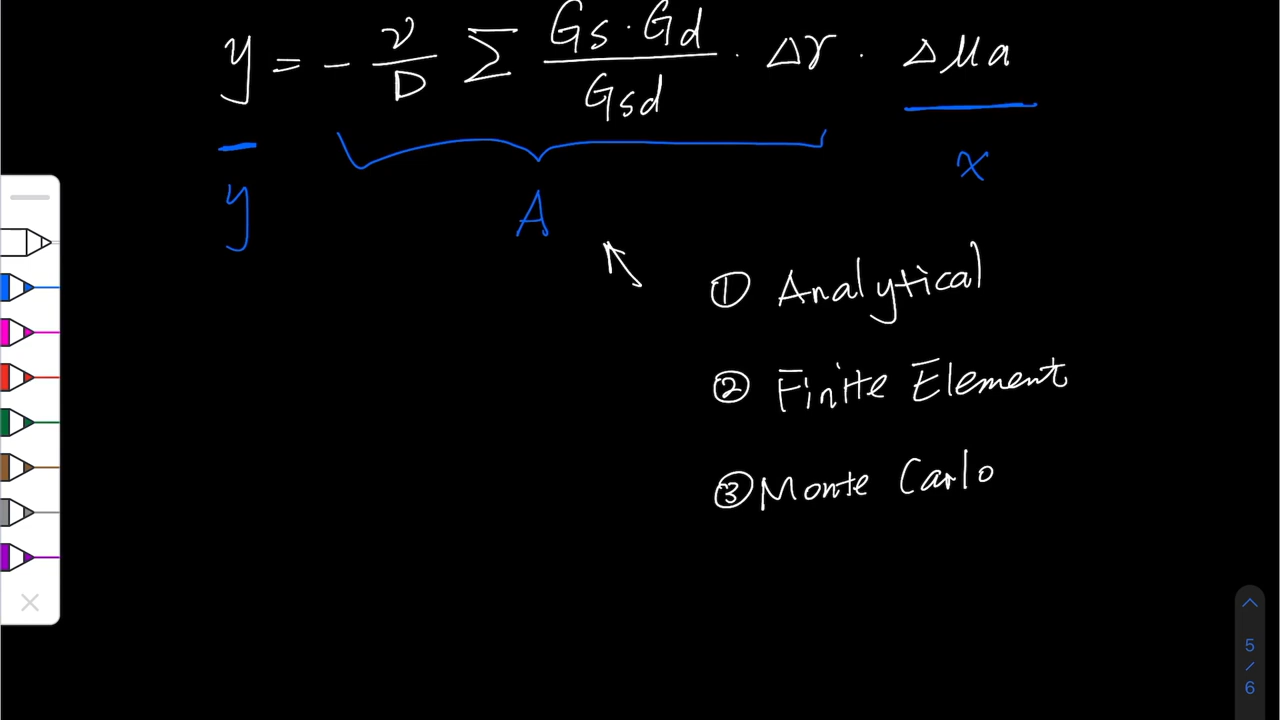 y = - ν/D Σ Gs · Gd / Gsd · Δr · Δμa
y A x
① Analytical
② Finite Element
③ Monte Carlo
5
/
6